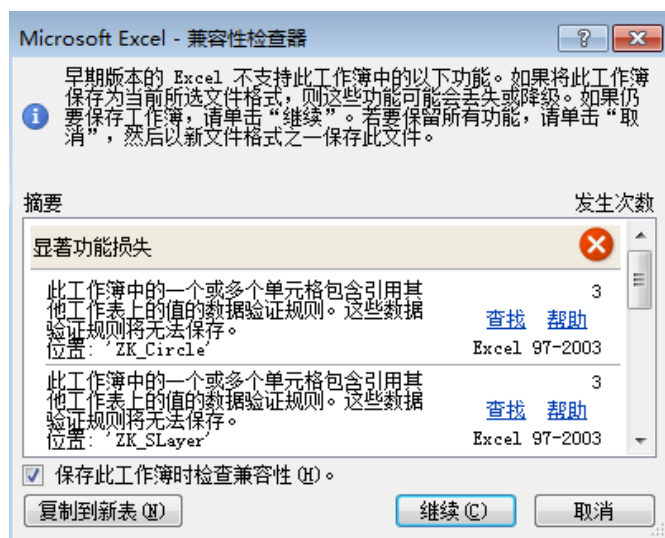 Microsoft Excel - 兼容性检查器
早期版本的 Excel 不支持此工作簿中的以下功能。如果将此工作簿
保存为当前所选文件格式，则这些功能可能会丢失或降级。如果仍
要保存工作簿，请单击“继续”。若要保留所有功能，请单击“取
消”，然后以新文件格式之一保存此文件。
摘要 发生次数
显著功能损失
此工作簿中的一个或多个单元格包含引用其 3
他工作表上的值的数据验证规则。这些数据
验证规则将无法保存。 查找 帮助
位置: 'ZK_Circle' Excel 97-2003
此工作簿中的一个或多个单元格包含引用其 3
他工作表上的值的数据验证规则。这些数据
验证规则将无法保存。 查找 帮助
位置: 'ZK_SLayer' Excel 97-2003
保存此工作簿时检查兼容性(H)。
复制到新表(N) 继续(C) 取消